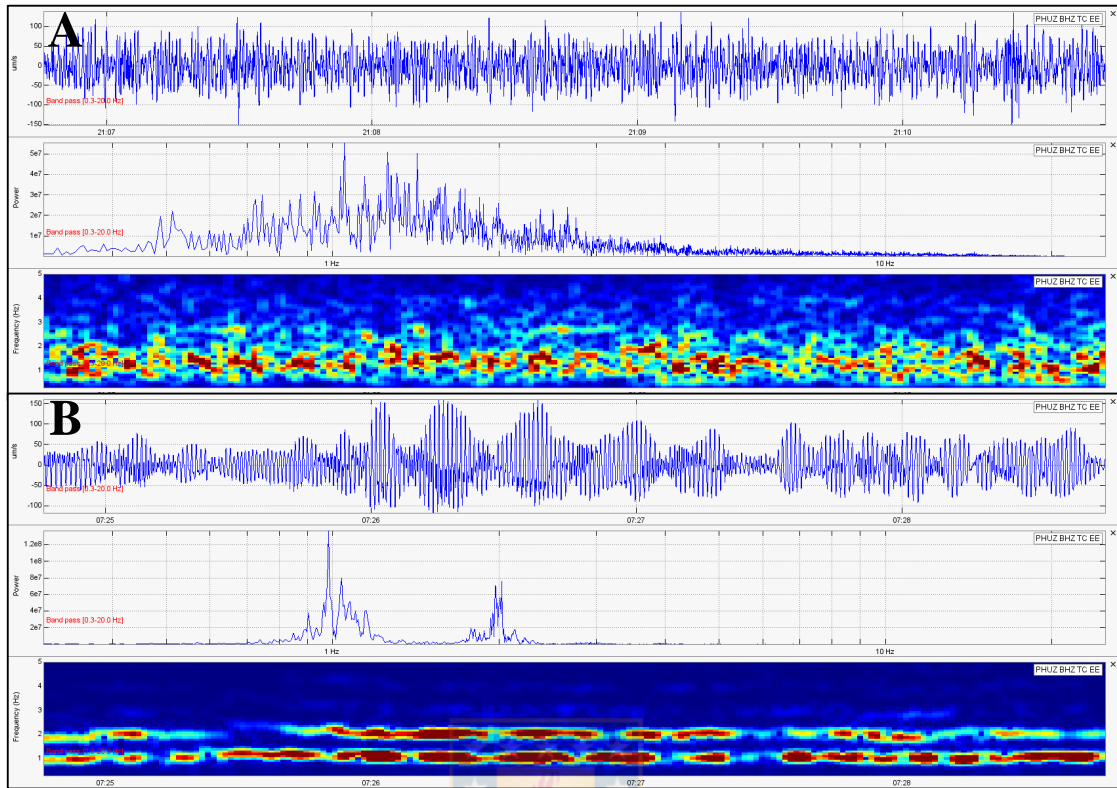 A
PHUZ BHZ TC EE
um/s
100
50
0
-50
-100
-150
Band pass [0.3-20.0 Hz]
21:07 21:08 21:09 21:10
PHUZ BHZ TC EE
Power
5e7
4e7
3e7
2e7
1e7
Band pass [0.3-20.0 Hz]
1 Hz 10 Hz
PHUZ BHZ TC EE
Frequency (Hz)
5
4
3
2
1
B
PHUZ BHZ TC EE
um/s
150
100
50
0
-50
-100
Band pass [0.3-20.0 Hz]
07:25 07:26 07:27 07:28
PHUZ BHZ TC EE
Power
1.2e8
1e8
8e7
6e7
4e7
2e7
Band pass [0.3-20.0 Hz]
1 Hz 10 Hz
PHUZ BHZ TC EE
Frequency (Hz)
5
4
3
2
1
07:25 07:26 07:27 07:28